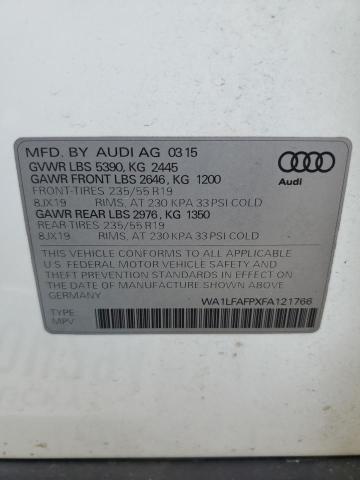 MFD. BY AUDI AG 0315
GVWR LBS 5390, KG 2445
GAWR FRONT LBS 2646, KG 1200
FRONT-TIRES 235/55 R19
8JX19 RIMS, AT 230 KPA 33 PSI COLD
GAWR REAR LBS 2976, KG 1350
REAR TIRES 235/55 R19
8JX19 RIMS, AT 230 KPA 33 PSI COLD
Audi
THIS VEHICLE CONFORMS TO ALL APPLICABLE
U.S. FEDERAL MOTOR VEHICLE SAFETY AND
THEFT PREVENTION STANDARDS IN EFFECT ON
THE DATE OF MANUFACTURE SHOWN ABOVE.
GERMANY WA1LFAFPXFA121766
TYPE:
MPV